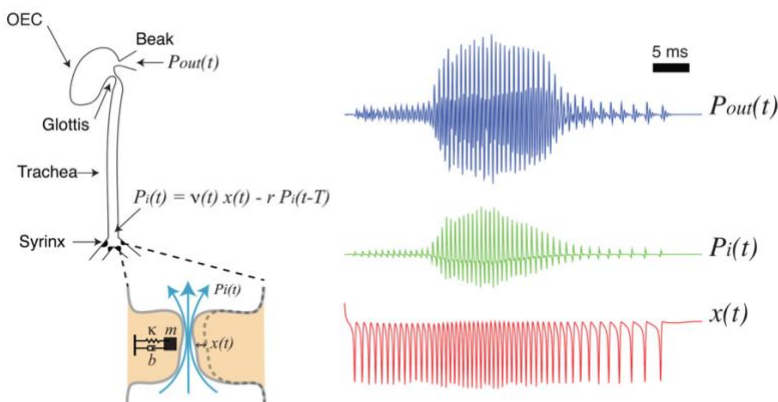 OEC
Beak
Pout(t)
Glottis
Trachea
Pi(t) = ν(t) x(t) - r Pi(t-T)
Syrinx
Pi(t)
K m
b
x(t)
5 ms
Pout(t)
Pi(t)
x(t)